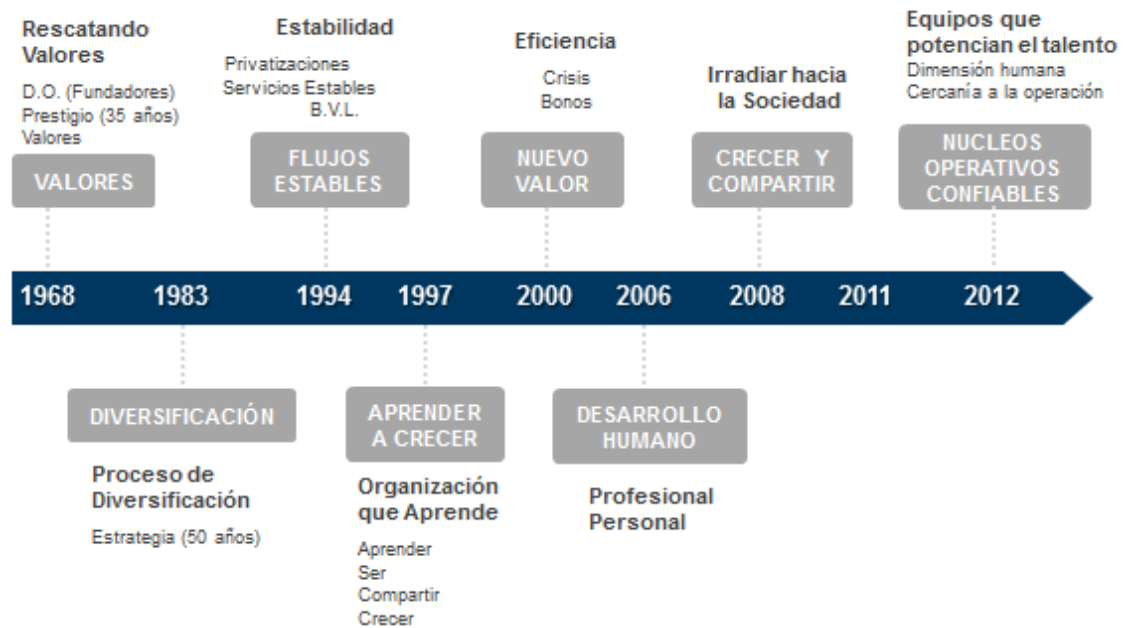 Rescatando
Valores
D.O. (Fundadores)
Prestigio (35 años)
Valores
VALORES
Estabilidad
Privatizaciones
Servicios Estables
B.V.L.
FLUJOS
ESTABLES
Eficiencia
Crisis
Bonos
NUEVO
VALOR
Irradiar hacia
la Sociedad
CRECER Y
COMPARTIR
Equipos que
potencian el talento
Dimensión humana
Cercanía a la operación
NUCLEOS
OPERATIVOS
CONFIABLES
1968 1983 1994 1997 2000 2006 2008 2011 2012
DIVERSIFICACIÓN
Proceso de
Diversificación
Estrategia (50 años)
APRENDER
A CRECER
Organización
que Aprende
Aprender
Ser
Compartir
Crecer
DESARROLLO
HUMANO
Profesional
Personal